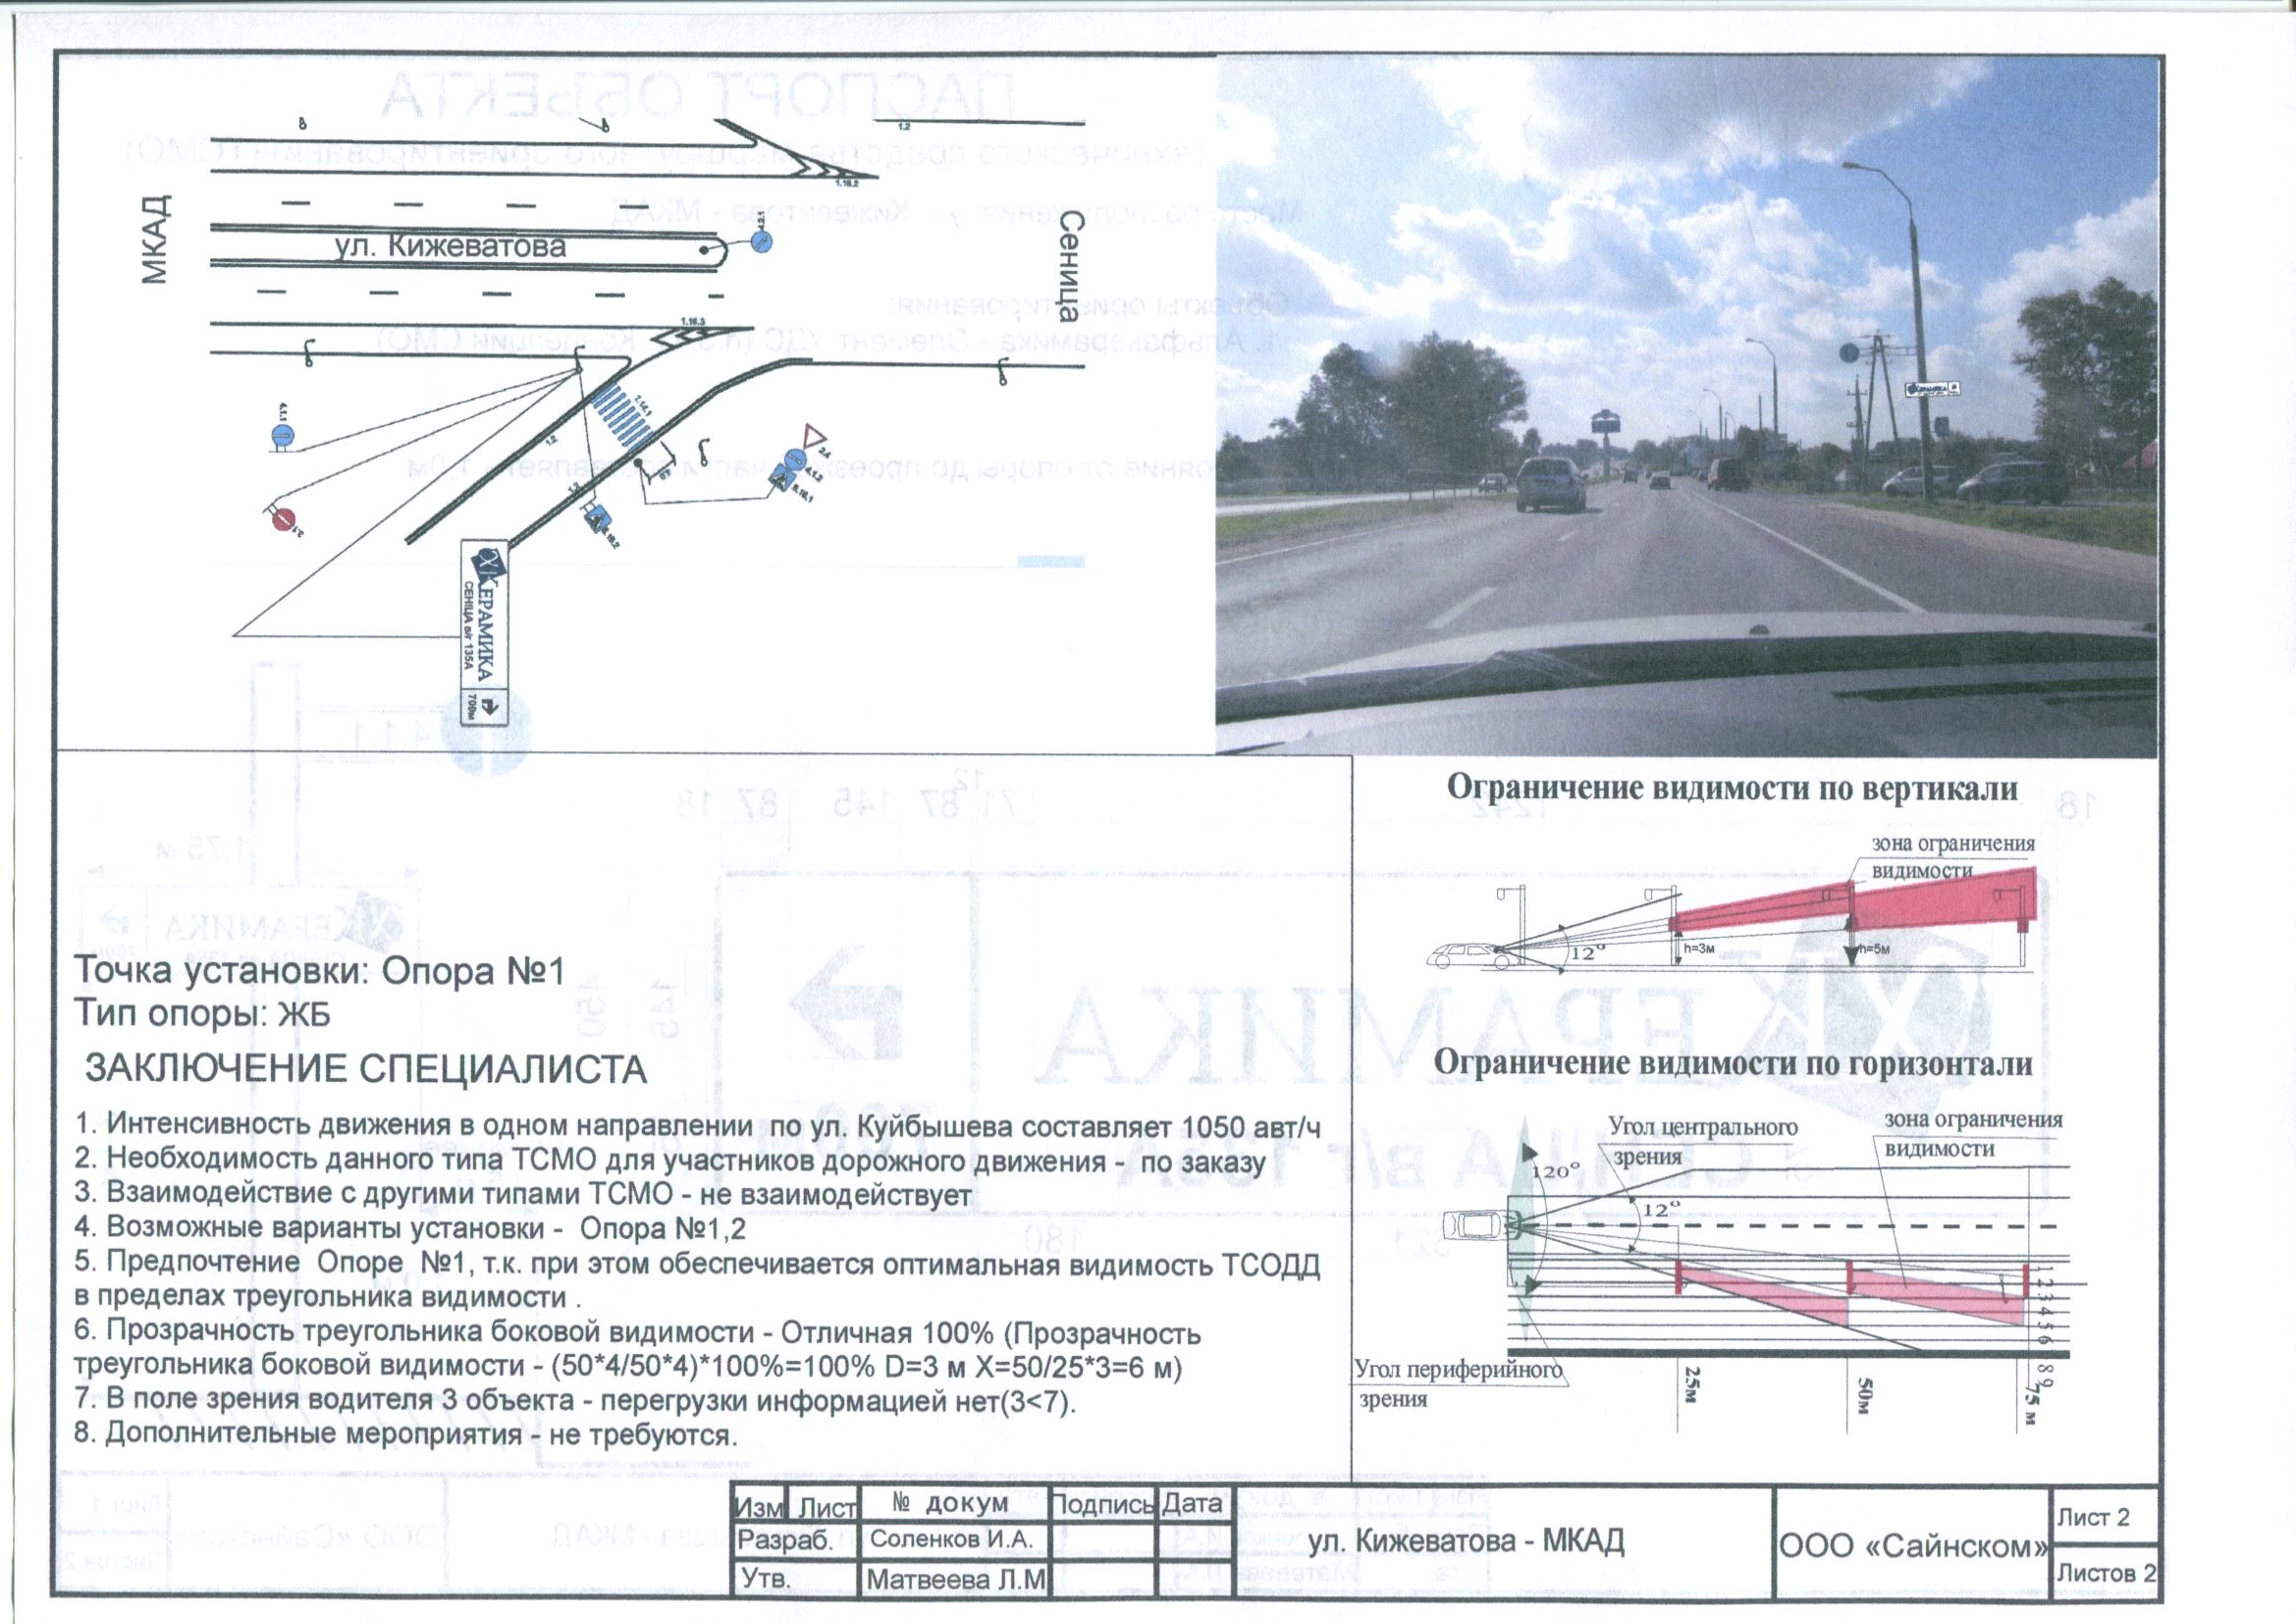 МКАД
ул. Кижеватова
Сеница
1.2
1.16.2
4.2.1
1.16.3
4.1.1
3.1
1.2
1.14.1
2.4
4.1.2
5.16.1
5.16.2
КЕРАМИКА
СЕНІЦА в/г 135А
700м
КЕРАМИКА
Ограничение видимости по вертикали
зона ограничения
видимости
12°
h=3м
h=5м
Точка установки: Опора №1
Тип опоры: ЖБ
ЗАКЛЮЧЕНИЕ СПЕЦИАЛИСТА
1. Интенсивность движения в одном направлении по ул. Куйбышева составляет 1050 авт/ч
2. Необходимость данного типа ТСМО для участников дорожного движения - по заказу
3. Взаимодействие с другими типами ТСМО - не взаимодействует
4. Возможные варианты установки - Опора №1,2
5. Предпочтение Опоре №1, т.к. при этом обеспечивается оптимальная видимость ТСОДД
в пределах треугольника видимости .
6. Прозрачность треугольника боковой видимости - Отличная 100% (Прозрачность
треугольника боковой видимости - (50*4/50*4)*100%=100% D=3 м X=50/25*3=6 м)
7. В поле зрения водителя 3 объекта - перегрузки информацией нет(3<7).
8. Дополнительные мероприятия - не требуются.
Ограничение видимости по горизонтали
Угол центрального
зрения
зона ограничения
видимости
120°
12°
1 2 3 4 5 6 8 9
Угол периферийного
зрения
25м
50м
75 м
Изм Лист № докум Подпись Дата
Разраб. Соленков И.А.
Утв. Матвеева Л.М
ул. Кижеватова - МКАД
ООО «Сайнском»
Лист 2
Листов 2